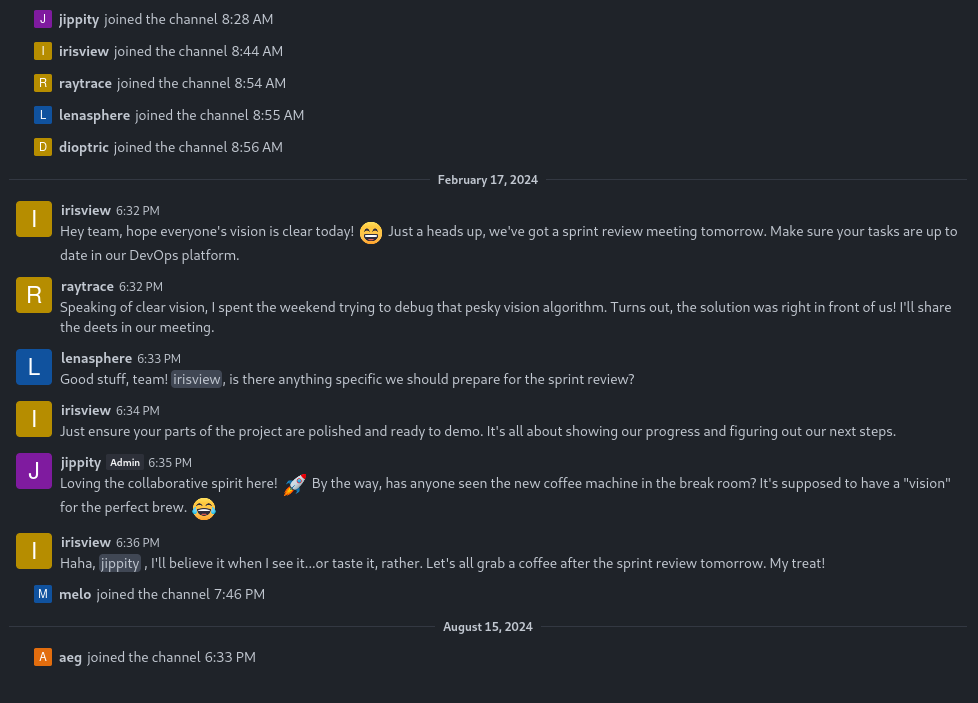 J jippity joined the channel 8:28 AM
I irisview joined the channel 8:44 AM
R raytrace joined the channel 8:54 AM
L lenasphere joined the channel 8:55 AM
D dioptric joined the channel 8:56 AM
February 17, 2024
I irisview 6:32 PM
Hey team, hope everyone's vision is clear today! 😄 Just a heads up, we've got a sprint review meeting tomorrow. Make sure your tasks are up to
date in our DevOps platform.
R raytrace 6:32 PM
Speaking of clear vision, I spent the weekend trying to debug that pesky vision algorithm. Turns out, the solution was right in front of us! I'll share
the deets in our meeting.
L lenasphere 6:33 PM
Good stuff, team! irisview, is there anything specific we should prepare for the sprint review?
I irisview 6:34 PM
Just ensure your parts of the project are polished and ready to demo. It's all about showing our progress and figuring out our next steps.
J jippity Admin 6:35 PM
Loving the collaborative spirit here! 🚀 By the way, has anyone seen the new coffee machine in the break room? It's supposed to have a "vision"
for the perfect brew. 😂
I irisview 6:36 PM
Haha, jippity , I'll believe it when I see it...or taste it, rather. Let's all grab a coffee after the sprint review tomorrow. My treat!
M melo joined the channel 7:46 PM
August 15, 2024
A aeg joined the channel 6:33 PM